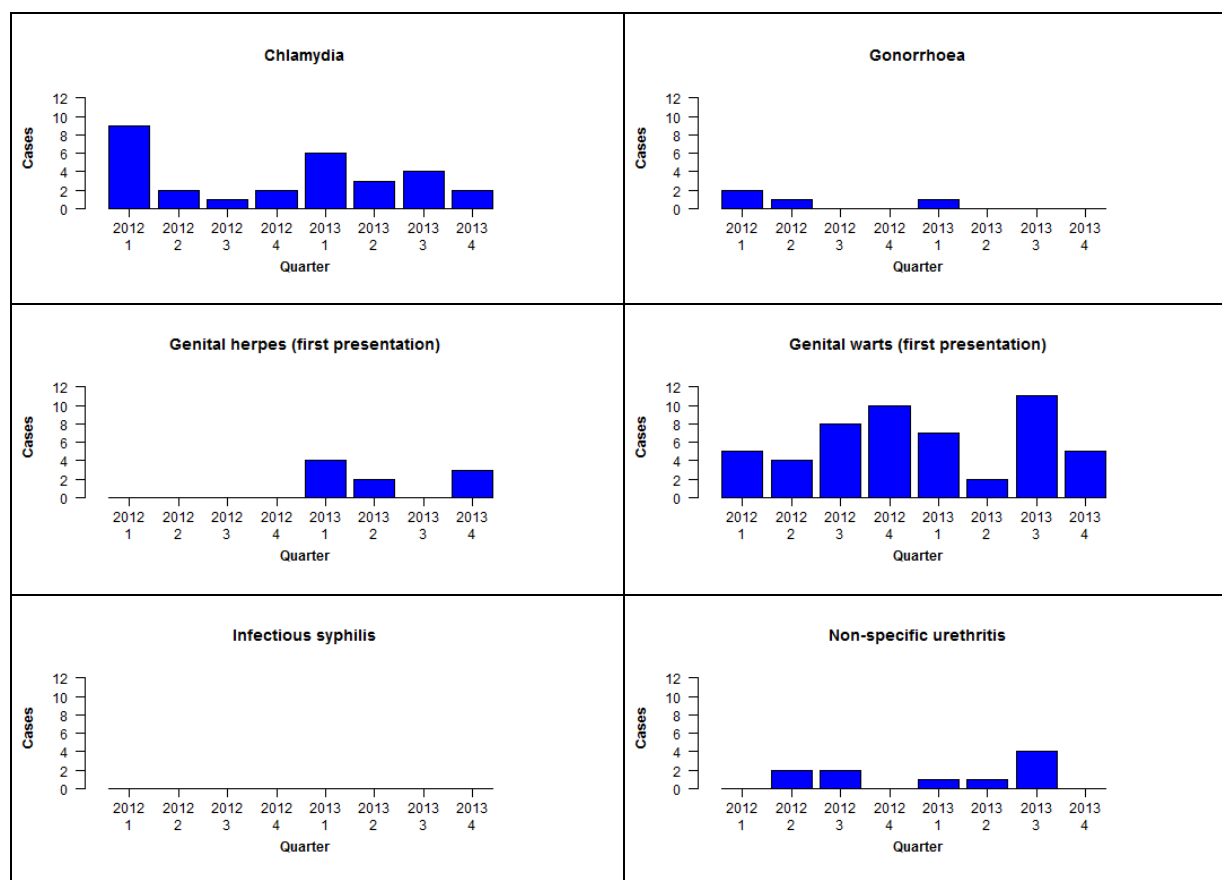 Chlamydia
12
10
8
6
4
2
0
Cases
2012 2012 2012 2012 2013 2013 2013 2013
1 2 3 4 1 2 3 4
Quarter
Gonorrhoea
12
10
8
6
4
2
0
Cases
2012 2012 2012 2012 2013 2013 2013 2013
1 2 3 4 1 2 3 4
Quarter
Genital herpes (first presentation)
12
10
8
6
4
2
0
Cases
2012 2012 2012 2012 2013 2013 2013 2013
1 2 3 4 1 2 3 4
Quarter
Genital warts (first presentation)
12
10
8
6
4
2
0
Cases
2012 2012 2012 2012 2013 2013 2013 2013
1 2 3 4 1 2 3 4
Quarter
Infectious syphilis
12
10
8
6
4
2
0
Cases
2012 2012 2012 2012 2013 2013 2013 2013
1 2 3 4 1 2 3 4
Quarter
Non-specific urethritis
12
10
8
6
4
2
0
Cases
2012 2012 2012 2012 2013 2013 2013 2013
1 2 3 4 1 2 3 4
Quarter